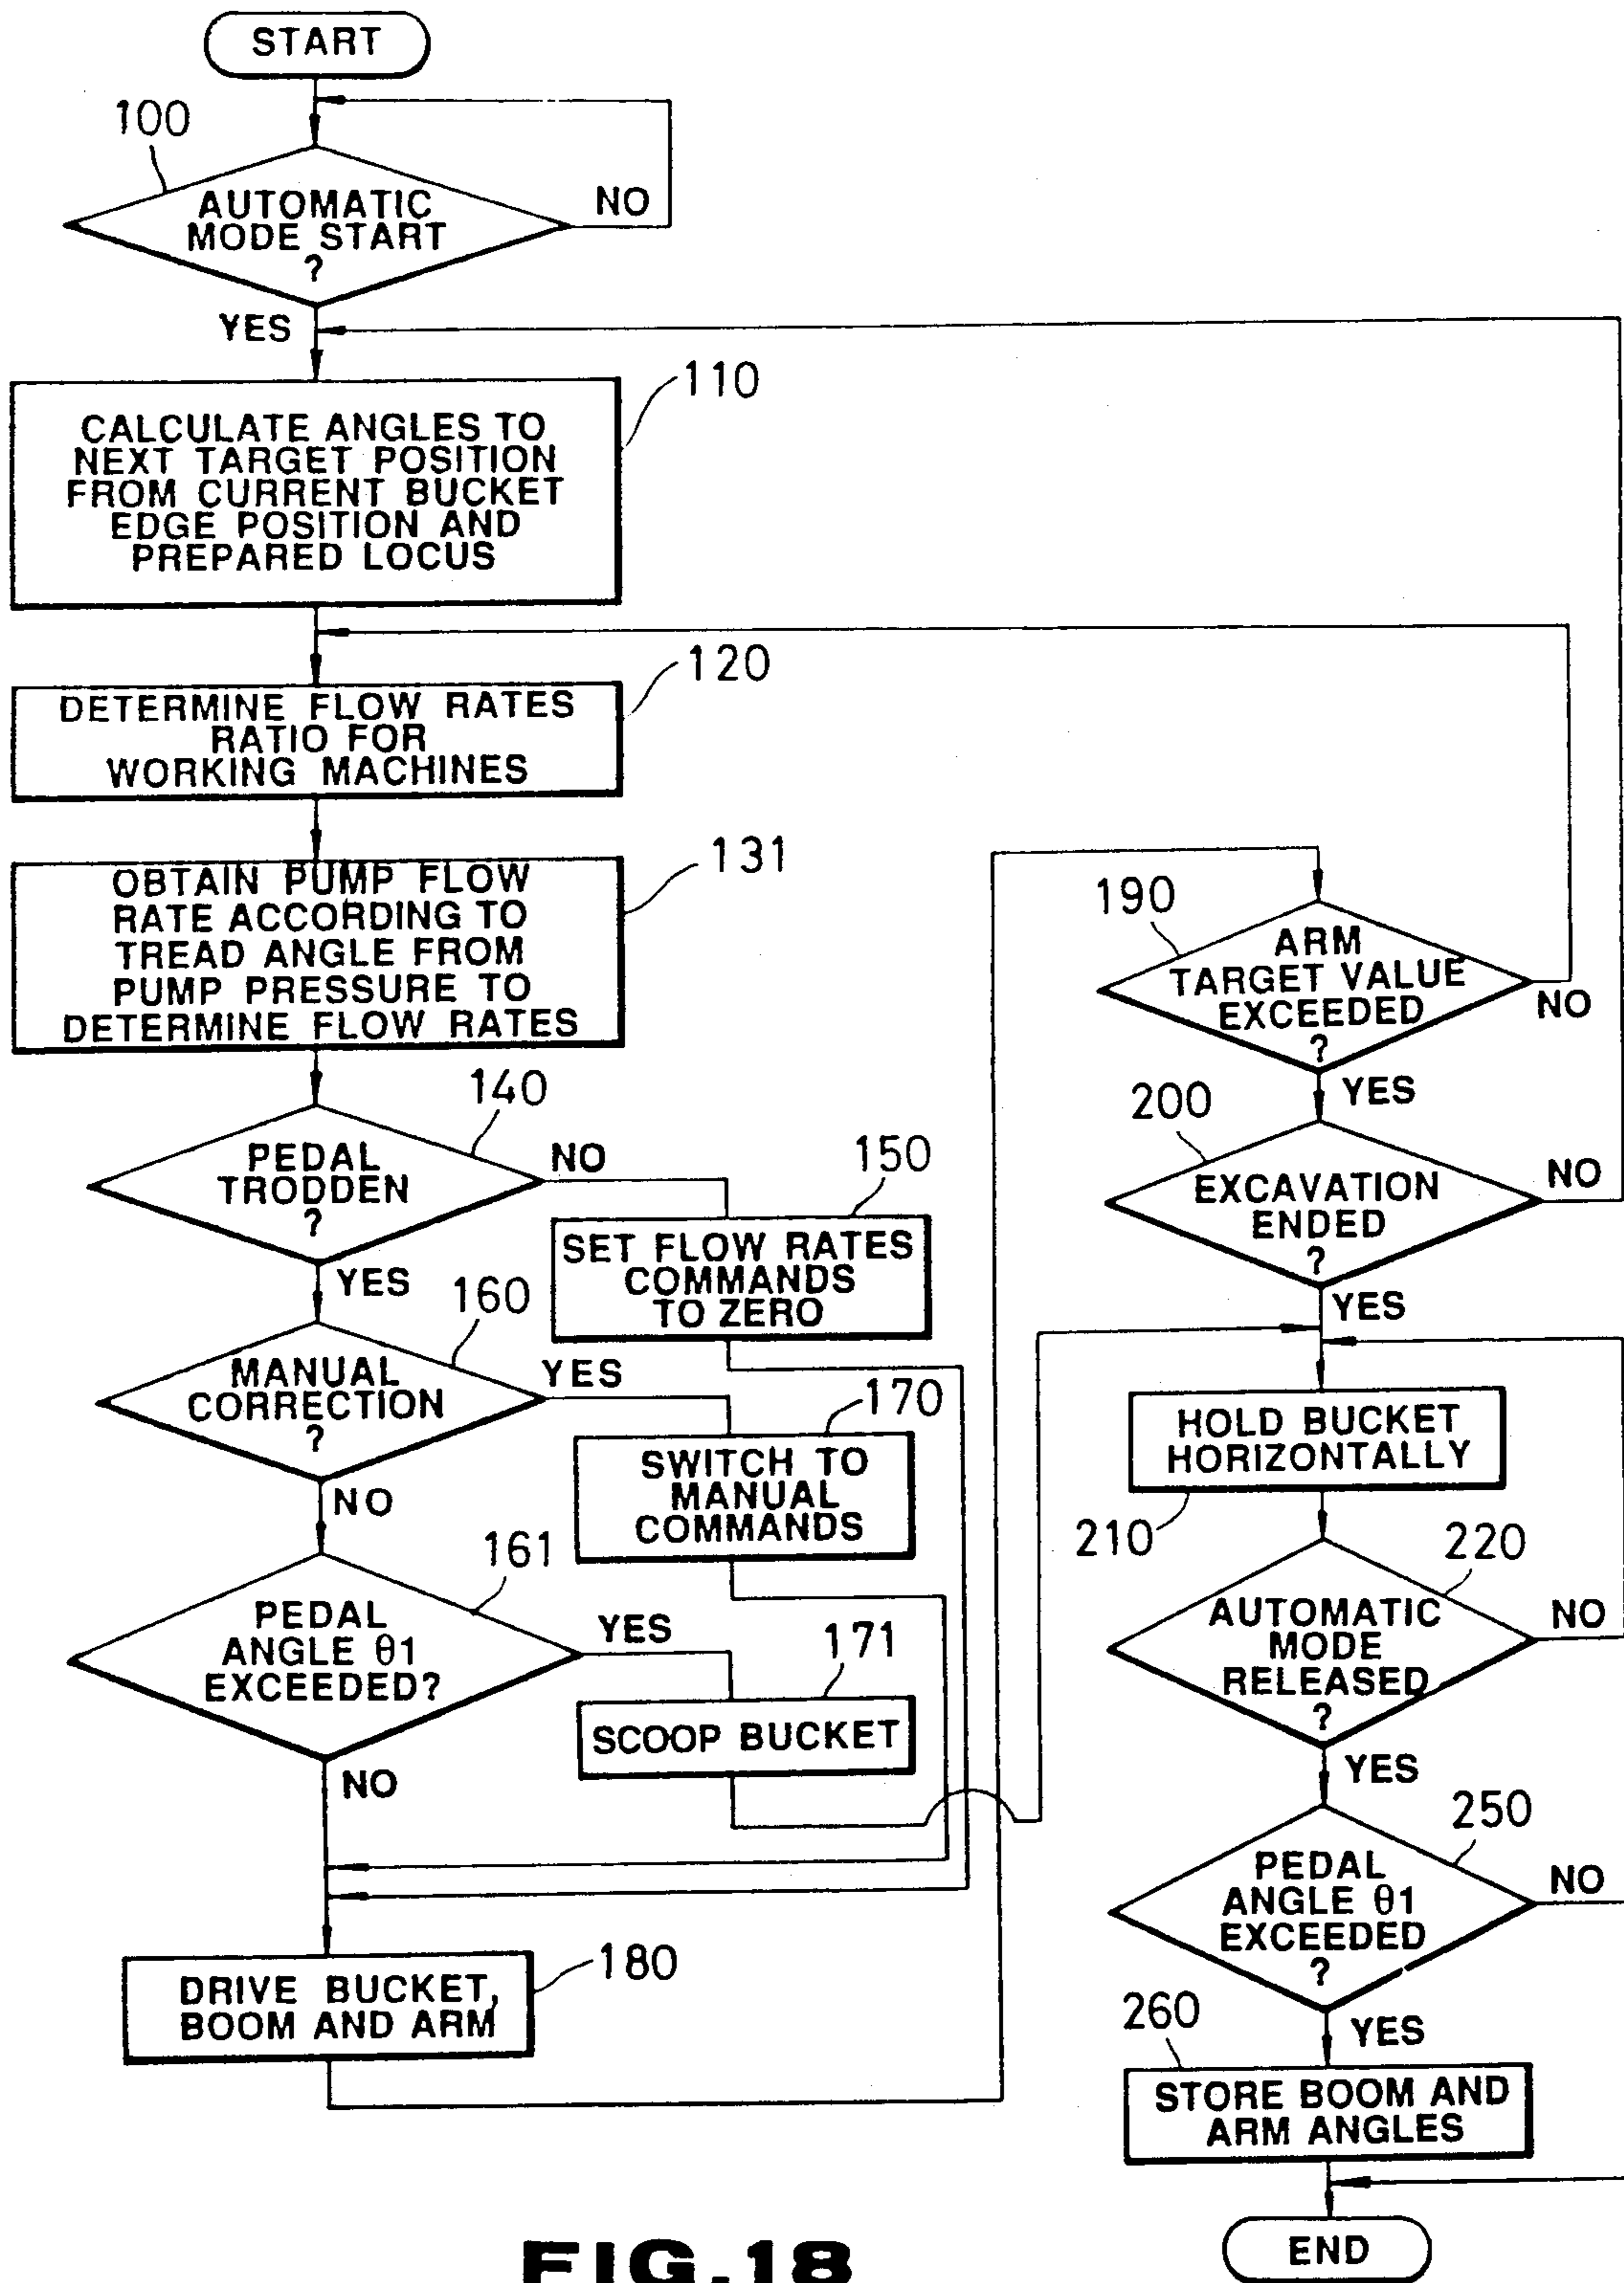 START
100
AUTOMATIC
MODE START
?
NO
YES
110
CALCULATE ANGLES TO
NEXT TARGET POSITION
FROM CURRENT BUCKET
EDGE POSITION AND
PREPARED LOCUS
120
DETERMINE FLOW RATES
RATIO FOR
WORKING MACHINES
131
OBTAIN PUMP FLOW
RATE ACCORDING TO
TREAD ANGLE FROM
PUMP PRESSURE TO
DETERMINE FLOW RATES
140
PEDAL
TRODDEN
?
NO
YES
150
SET FLOW RATES
COMMANDS
TO ZERO
160
MANUAL
CORRECTION
?
YES
NO
170
SWITCH TO
MANUAL
COMMANDS
161
PEDAL
ANGLE θ1
EXCEEDED?
YES
NO
171
SCOOP BUCKET
180
DRIVE BUCKET,
BOOM AND ARM
190
ARM
TARGET VALUE
EXCEEDED
?
NO
YES
200
EXCAVATION
ENDED
?
NO
YES
HOLD BUCKET
HORIZONTALLY
210
220
AUTOMATIC
MODE
RELEASED
?
NO
YES
250
PEDAL
ANGLE θ1
EXCEEDED
?
NO
YES
260
STORE BOOM AND
ARM ANGLES
END
FIG.18